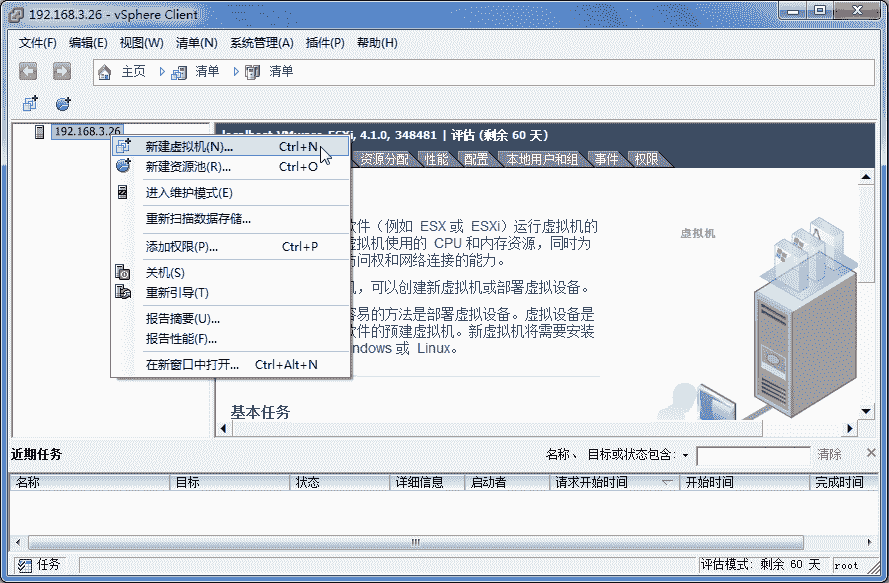 192.168.3.26 - vSphere Client
文件(F) 编辑(E) 视图(W) 清单(N) 系统管理(A) 插件(P) 帮助(H)
主页 清单 清单
192.168.3.26
localhost VMware ESXi, 4.1.0, 348481 | 评估 (剩余 60 天)
资源分配 性能 配置 本地用户和组 事件 权限
新建虚拟机(N)... Ctrl+N
新建资源池(R)... Ctrl+O
进入维护模式(E)
重新扫描数据存储...
添加权限(P)... Ctrl+P
关机(S)
重新引导(T)
报告摘要(U)...
报告性能(F)...
在新窗口中打开... Ctrl+Alt+N
软件（例如 ESX 或 ESXi）运行虚拟机的
虚拟机使用的 CPU 和内存资源，同时为
访问权和网络连接的能力。
机，可以创建新虚拟机或部署虚拟设备。
容易的方法是部署虚拟设备。虚拟设备是
软件的预建虚拟机。新虚拟机将需要安装
indows 或 Linux。
虚拟机
基本任务
近期任务 名称、 目标或状态包含: 清除
名称 目标 状态 详细信息 启动者 请求开始时间 开始时间 完成时间
任务 评估模式: 剩余 60 天 root